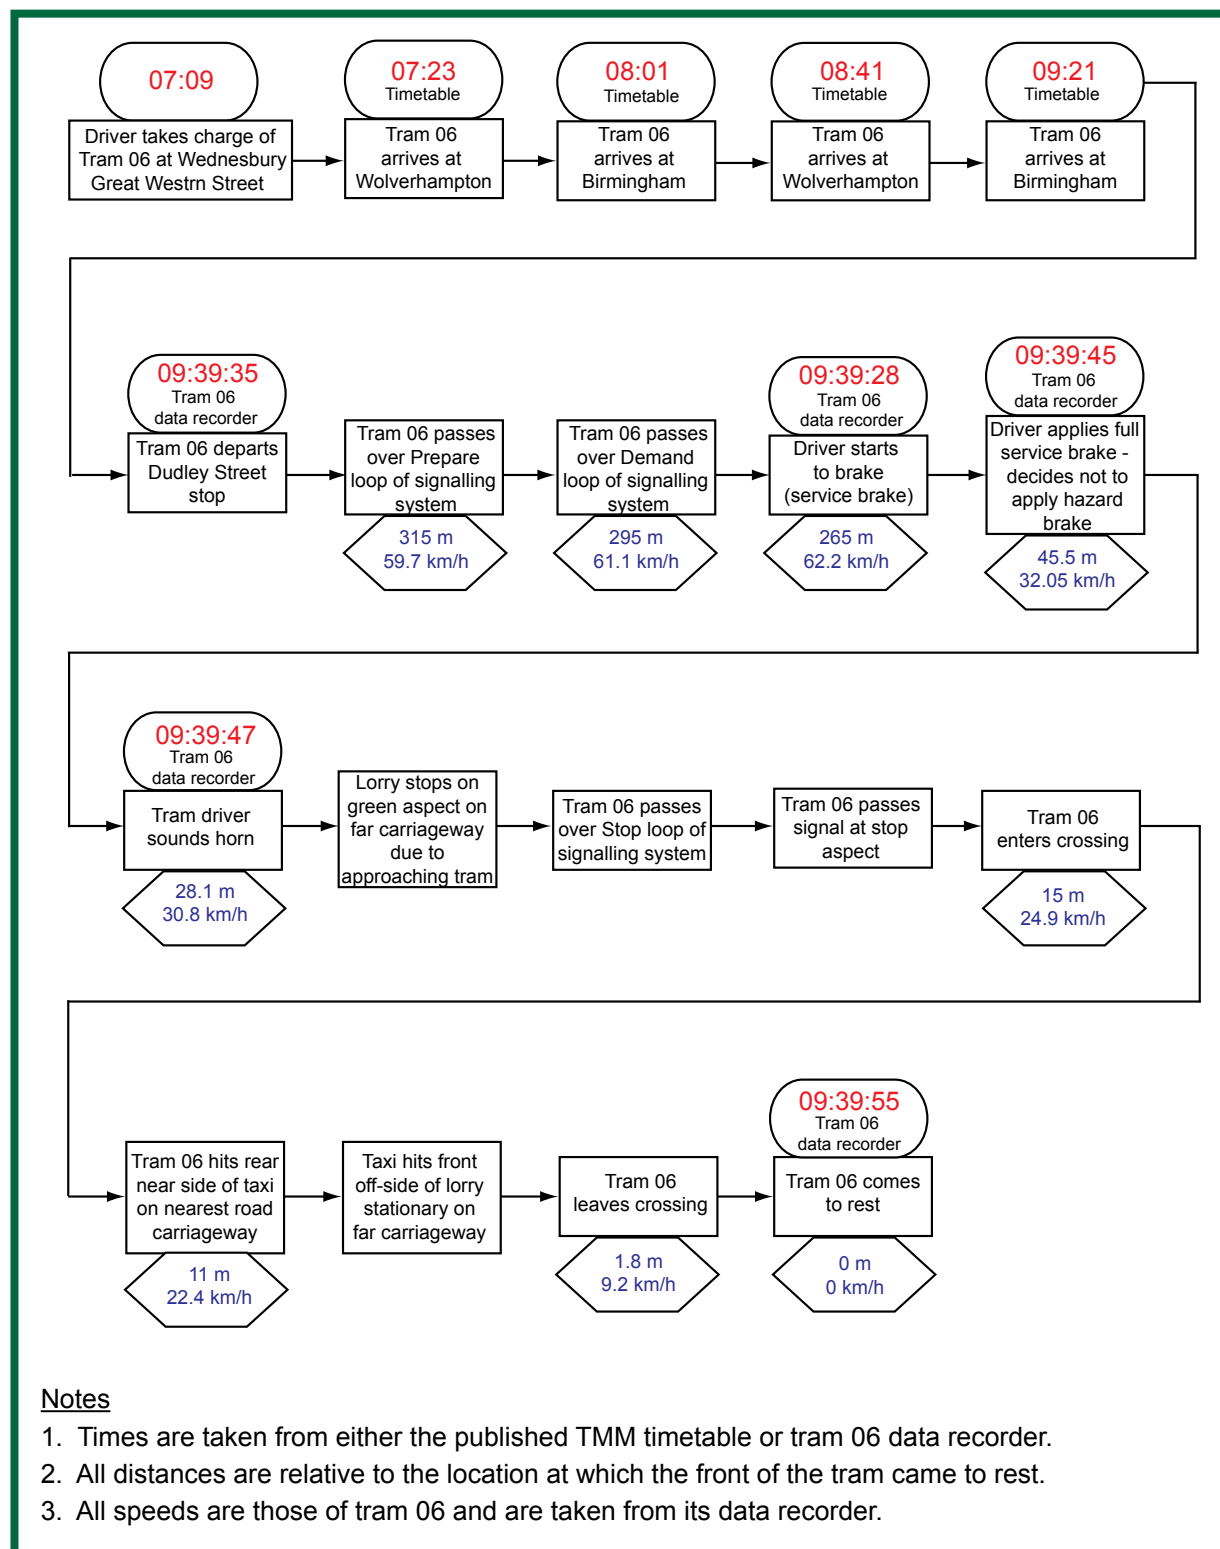 07:09
Driver takes charge of
Tram 06 at Wednesbury
Great Westrn Street
07:23
Timetable
Tram 06
arrives at
Wolverhampton
08:01
Timetable
Tram 06
arrives at
Birmingham
08:41
Timetable
Tram 06
arrives at
Wolverhampton
09:21
Timetable
Tram 06
arrives at
Birmingham
09:39:35
Tram 06
data recorder
Tram 06 departs
Dudley Street
stop
Tram 06 passes
over Prepare
loop of signalling
system
315 m
59.7 km/h
Tram 06 passes
over Demand
loop of signalling
system
295 m
61.1 km/h
09:39:28
Tram 06
data recorder
Driver starts
to brake
(service brake)
265 m
62.2 km/h
09:39:45
Tram 06
data recorder
Driver applies full
service brake -
decides not to
apply hazard
brake
45.5 m
32.05 km/h
09:39:47
Tram 06
data recorder
Tram driver
sounds horn
28.1 m
30.8 km/h
Lorry stops on
green aspect on
far carriageway
due to
approaching tram
Tram 06 passes
over Stop loop of
signalling system
Tram 06 passes
signal at stop
aspect
Tram 06
enters crossing
15 m
24.9 km/h
Tram 06 hits rear
near side of taxi
on nearest road
carriageway
11 m
22.4 km/h
Taxi hits front
off-side of lorry
stationary on
far carriageway
Tram 06
leaves crossing
1.8 m
9.2 km/h
09:39:55
Tram 06
data recorder
Tram 06 comes
to rest
0 m
0 km/h
Notes
1. Times are taken from either the published TMM timetable or tram 06 data recorder.
2. All distances are relative to the location at which the front of the tram came to rest.
3. All speeds are those of tram 06 and are taken from its data recorder.